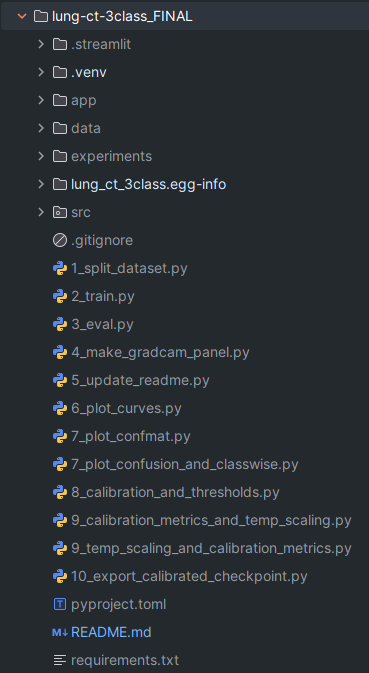 lung-ct-3class_FINAL
.streamlit
.venv
app
data
experiments
lung_ct_3class.egg-info
src
.gitignore
1_split_dataset.py
2_train.py
3_eval.py
4_make_gradcam_panel.py
5_update_readme.py
6_plot_curves.py
7_plot_confmat.py
7_plot_confusion_and_classwise.py
8_calibration_and_thresholds.py
9_calibration_metrics_and_temp_scaling.py
9_temp_scaling_and_calibration_metrics.py
10_export_calibrated_checkpoint.py
T pyproject.toml
M↓ README.md
requirements.txt